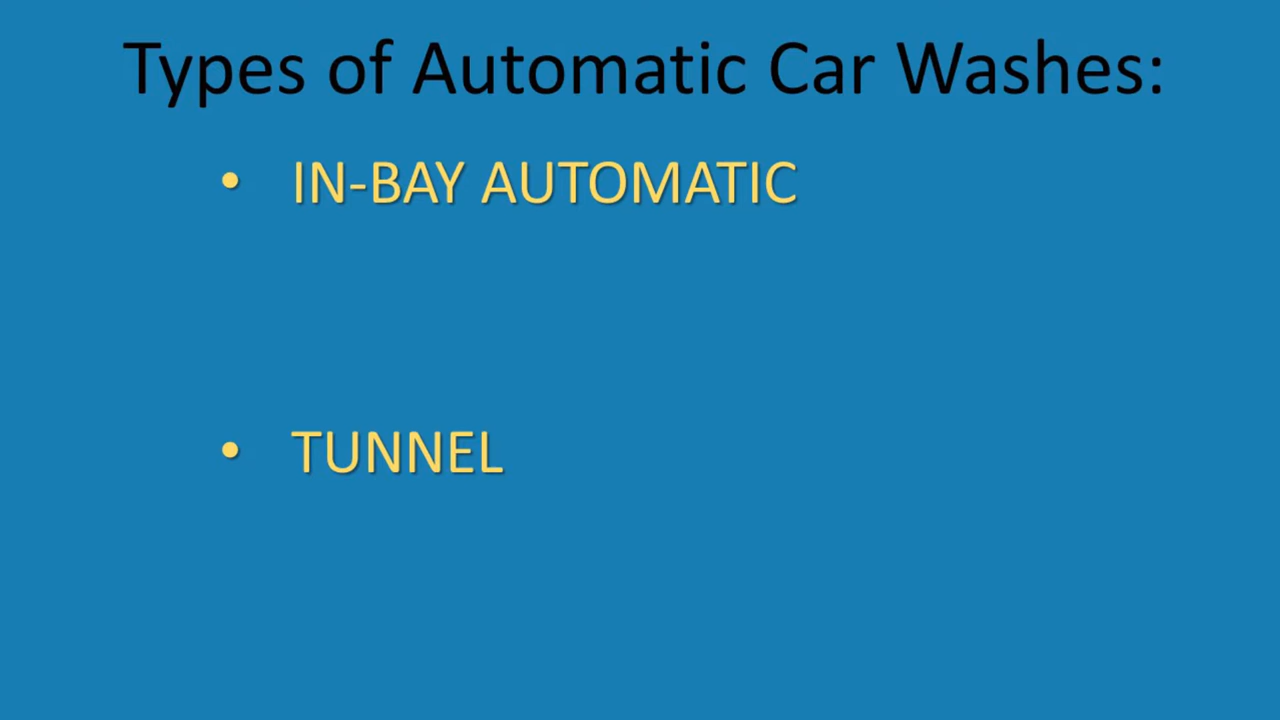 Types of Automatic Car Washes:
• IN-BAY AUTOMATIC
• TUNNEL